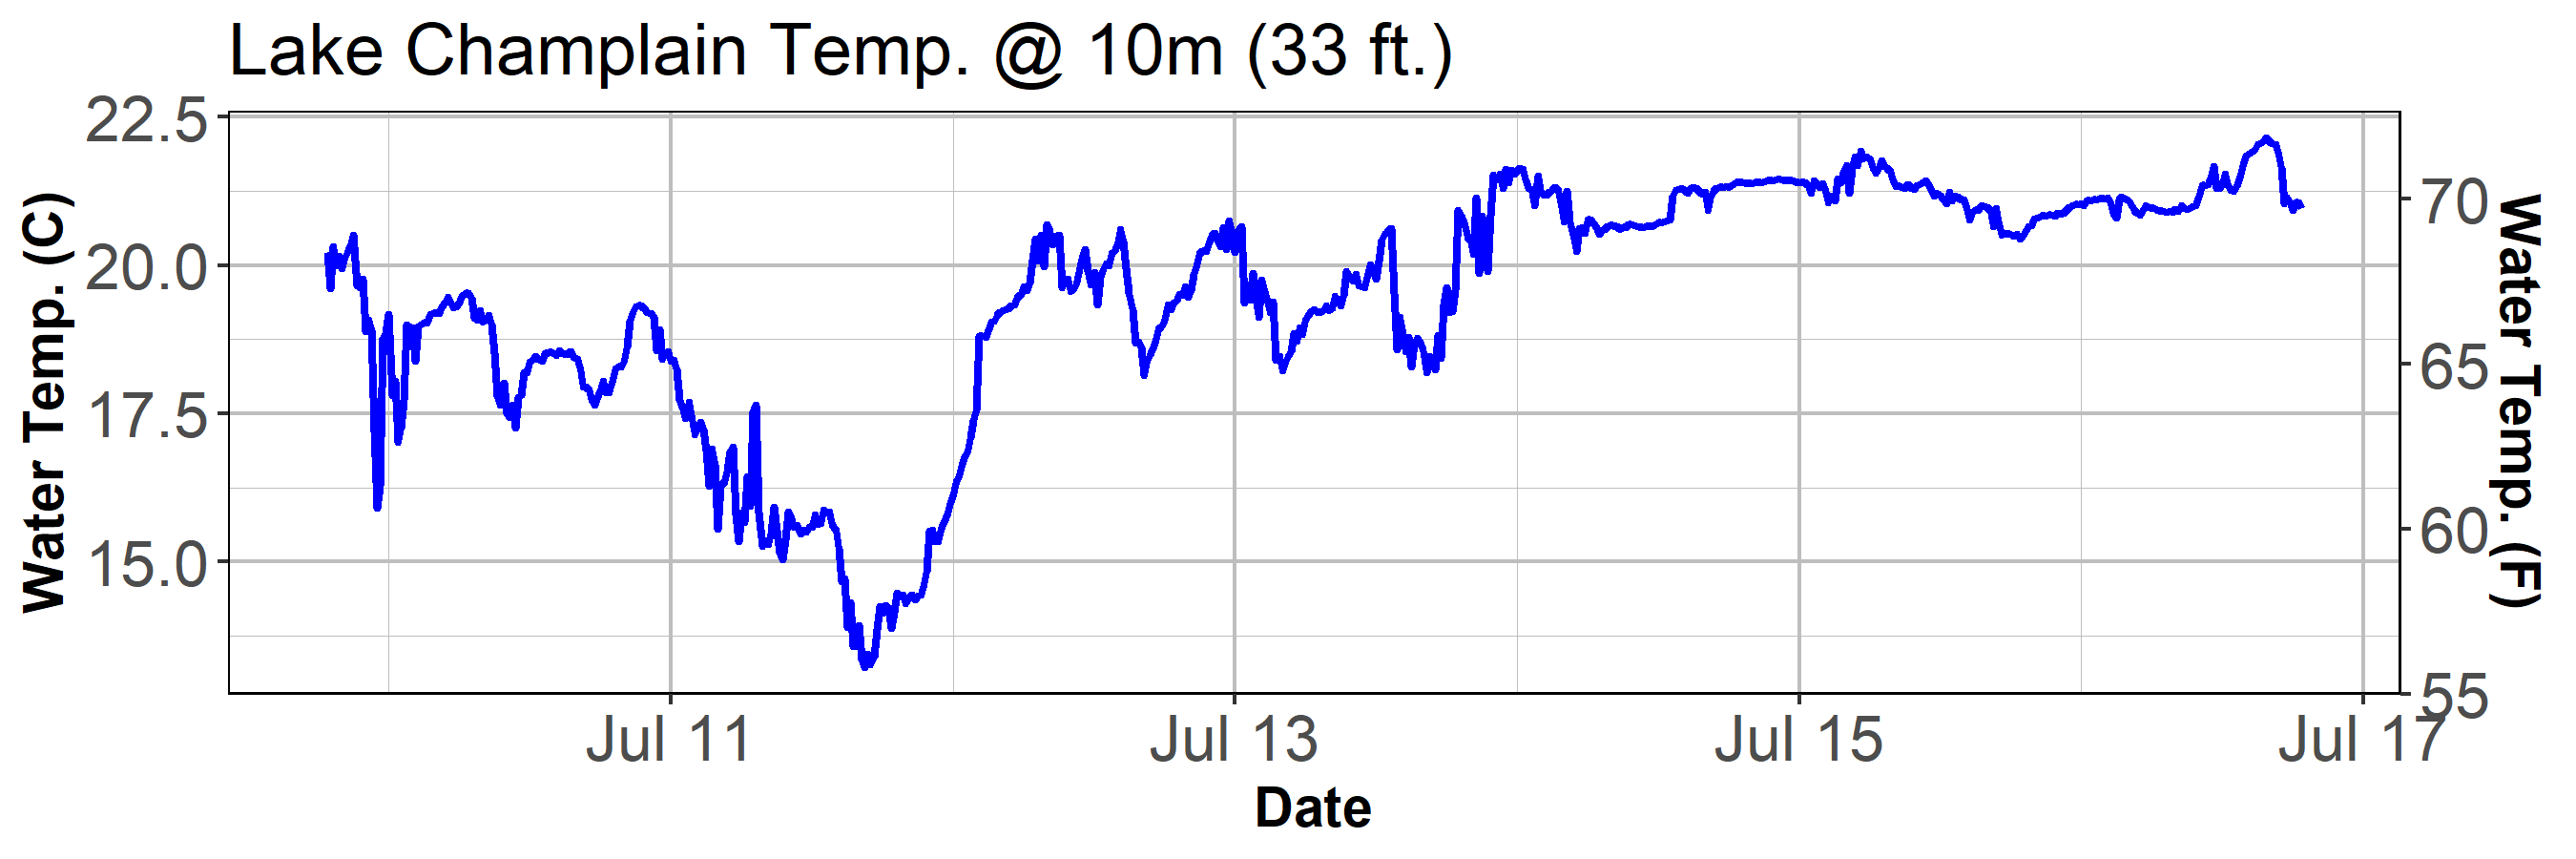 Lake Champlain Temp. @ 10m (33 ft.)
Water Temp. (C)
22.5
20.0
17.5
15.0
70
65
60
55
Water Temp. (F)
Jul 11
Jul 13
Jul 15
Jul 17
Date